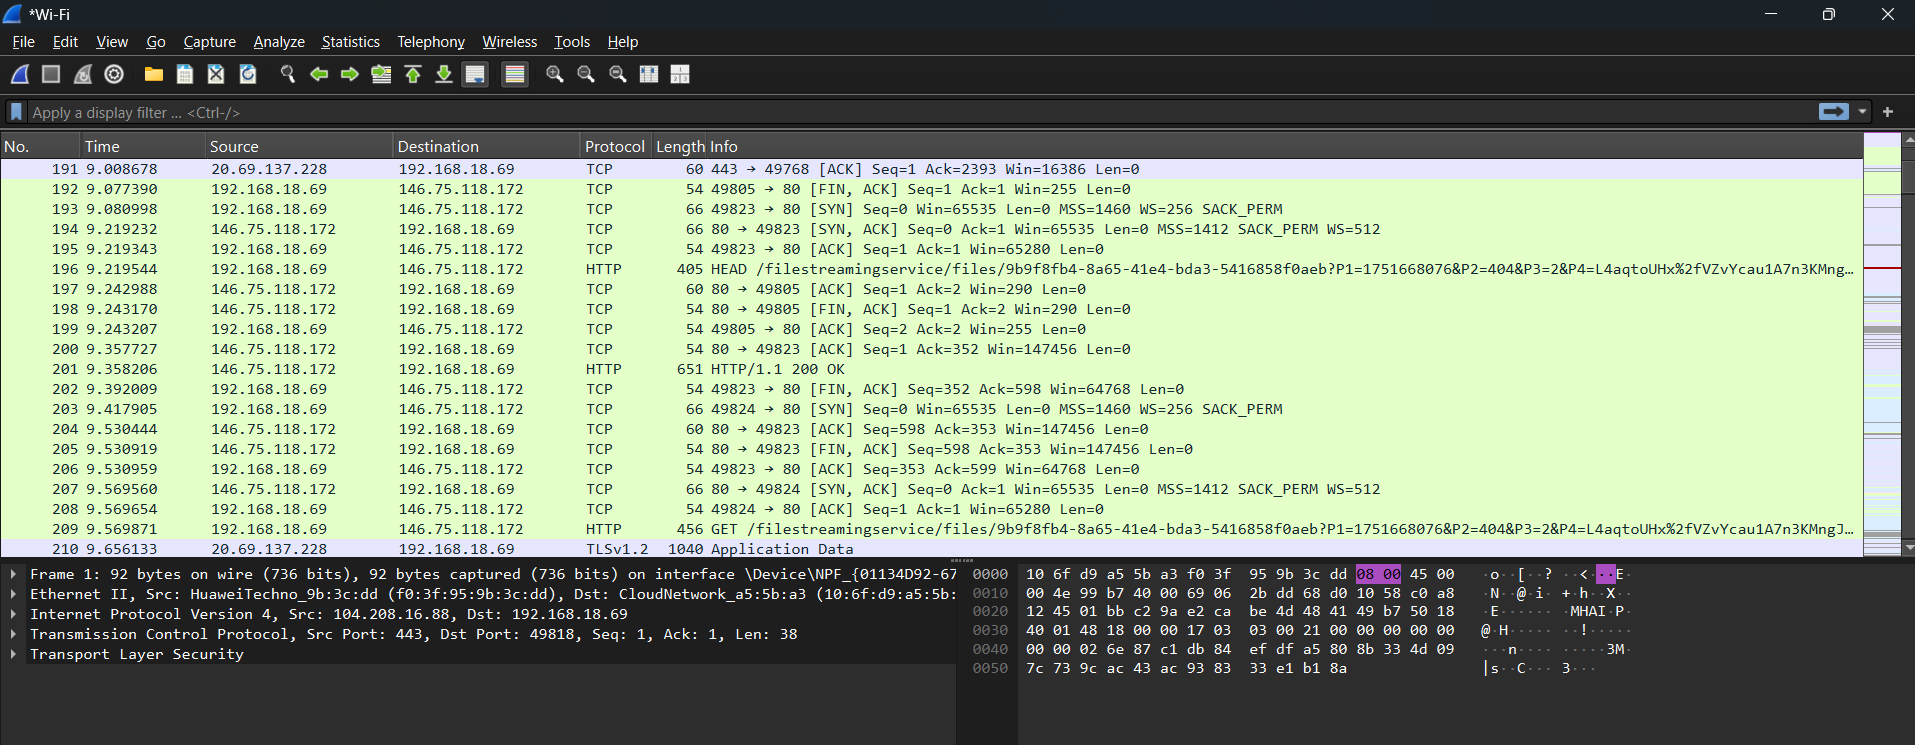 *Wi-Fi
File Edit View Go Capture Analyze Statistics Telephony Wireless Tools Help
Apply a display filter ... <Ctrl-/>
No. Time Source Destination Protocol Length Info
191 9.008678 20.69.137.228 192.168.18.69 TCP 60 443 → 49768 [ACK] Seq=1 Ack=2393 Win=16386 Len=0
192 9.077390 192.168.18.69 146.75.118.172 TCP 54 49805 → 80 [FIN, ACK] Seq=1 Ack=1 Win=255 Len=0
193 9.080998 192.168.18.69 146.75.118.172 TCP 66 49823 → 80 [SYN] Seq=0 Win=65535 Len=0 MSS=1460 WS=256 SACK_PERM
194 9.219232 146.75.118.172 192.168.18.69 TCP 66 80 → 49823 [SYN, ACK] Seq=0 Ack=1 Win=65535 Len=0 MSS=1412 SACK_PERM WS=512
195 9.219343 192.168.18.69 146.75.118.172 TCP 54 49823 → 80 [ACK] Seq=1 Ack=1 Win=65280 Len=0
196 9.219544 192.168.18.69 146.75.118.172 HTTP 405 HEAD /filestreamingservice/files/9b9f8fb4-8a65-41e4-bda3-5416858f0aeb?P1=1751668076&P2=404&P3=2&P4=L4aqtoUHx%2fVZvYcau1A7n3KMng…
197 9.242988 146.75.118.172 192.168.18.69 TCP 60 80 → 49805 [ACK] Seq=1 Ack=2 Win=290 Len=0
198 9.243170 146.75.118.172 192.168.18.69 TCP 54 80 → 49805 [FIN, ACK] Seq=1 Ack=2 Win=290 Len=0
199 9.243207 192.168.18.69 146.75.118.172 TCP 54 49805 → 80 [ACK] Seq=2 Ack=2 Win=255 Len=0
200 9.357727 146.75.118.172 192.168.18.69 TCP 54 80 → 49823 [ACK] Seq=1 Ack=352 Win=147456 Len=0
201 9.358206 146.75.118.172 192.168.18.69 HTTP 651 HTTP/1.1 200 OK
202 9.392009 192.168.18.69 146.75.118.172 TCP 54 49823 → 80 [FIN, ACK] Seq=352 Ack=598 Win=64768 Len=0
203 9.417905 192.168.18.69 146.75.118.172 TCP 66 49824 → 80 [SYN] Seq=0 Win=65535 Len=0 MSS=1460 WS=256 SACK_PERM
204 9.530444 146.75.118.172 192.168.18.69 TCP 60 80 → 49823 [ACK] Seq=598 Ack=353 Win=147456 Len=0
205 9.530919 146.75.118.172 192.168.18.69 TCP 54 80 → 49823 [FIN, ACK] Seq=598 Ack=353 Win=147456 Len=0
206 9.530959 192.168.18.69 146.75.118.172 TCP 54 49823 → 80 [ACK] Seq=353 Ack=599 Win=64768 Len=0
207 9.569560 146.75.118.172 192.168.18.69 TCP 66 80 → 49824 [SYN, ACK] Seq=0 Ack=1 Win=65535 Len=0 MSS=1412 SACK_PERM WS=512
208 9.569654 192.168.18.69 146.75.118.172 TCP 54 49824 → 80 [ACK] Seq=1 Ack=1 Win=65280 Len=0
209 9.569871 192.168.18.69 146.75.118.172 HTTP 456 GET /filestreamingservice/files/9b9f8fb4-8a65-41e4-bda3-5416858f0aeb?P1=1751668076&P2=404&P3=2&P4=L4aqtoUHx%2fVZvYcau1A7n3KMngJ…
210 9.656133 20.69.137.228 192.168.18.69 TLSv1.2 1040 Application Data
Frame 1: 92 bytes on wire (736 bits), 92 bytes captured (736 bits) on interface \Device\NPF_{01134D92-67
Ethernet II, Src: HuaweiTechno_9b:3c:dd (f0:3f:95:9b:3c:dd), Dst: CloudNetwork_a5:5b:a3 (10:6f:d9:a5:5b:
Internet Protocol Version 4, Src: 104.208.16.88, Dst: 192.168.18.69
Transmission Control Protocol, Src Port: 443, Dst Port: 49818, Seq: 1, Ack: 1, Len: 38
Transport Layer Security
0000 10 6f d9 a5 5b a3 f0 3f 95 9b 3c dd 08 00 45 00 ·o··[··? ··<···E·
0010 00 4e 99 b7 40 00 69 06 2b dd 68 d0 10 58 c0 a8 ·N··@·i· +·h··X··
0020 12 45 01 bb c2 9a e2 ca be 4d 48 41 49 b7 50 18 ·E······ ·MHAI·P·
0030 40 01 48 18 00 00 17 03 03 00 21 00 00 00 00 00 @·H····· ··!·····
0040 00 00 02 6e 87 c1 db 84 ef df a5 80 8b 33 4d 09 ···n···· ·····3M·
0050 7c 73 9c ac 43 ac 93 83 33 e1 b1 8a |s··C··· 3···